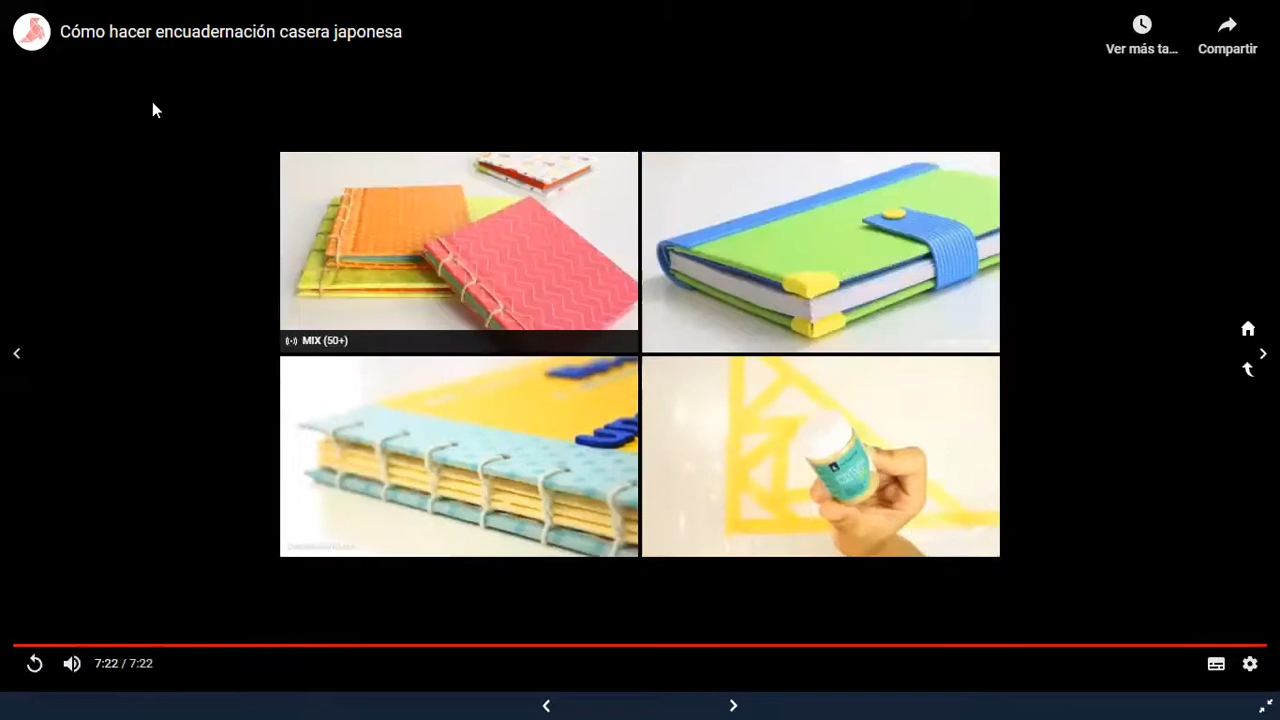 Cómo hacer encuadernación casera japonesa
Ver más ta...
Compartir
MIX (50+)
7:22 / 7:22